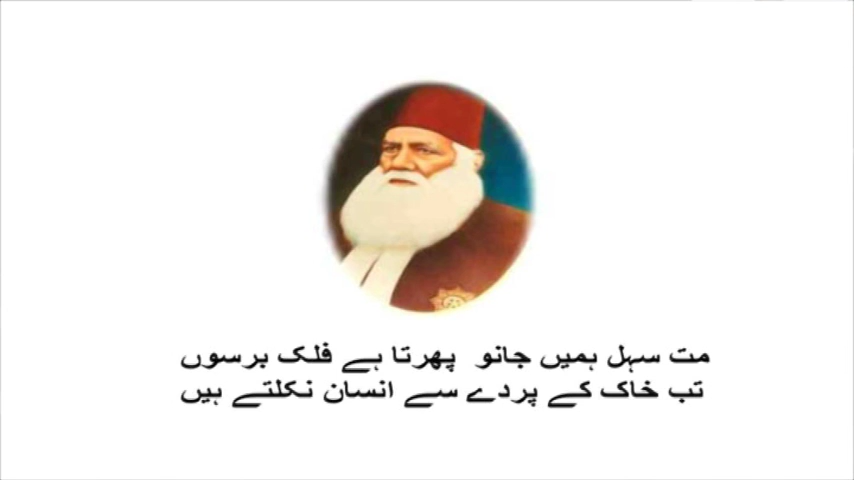 مت سہل ہمیں جانو پھرتا ہے فلک برسوں
تب خاک کے پردے سے انسان نکلتے ہیں